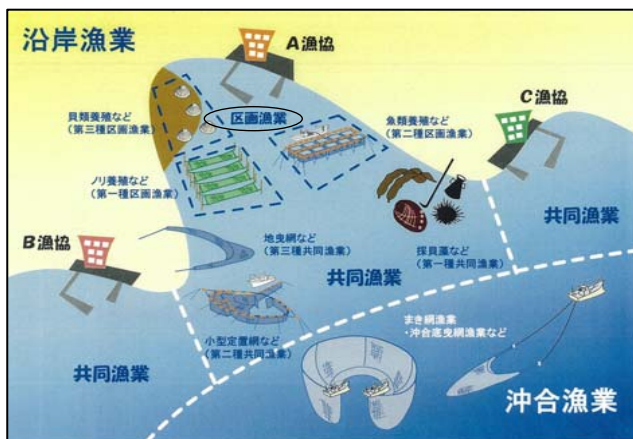 沿岸漁業
A漁協
区画漁業
貝類養殖など
（第三種区画漁業）
魚類養殖など
（第二種区画漁業）
C漁協
ノリ養殖など
（第一種区画漁業）
共同漁業
B漁協
地曳網など
（第三種共同漁業）
採貝藻など
（第一種共同漁業）
共同漁業
小型定置網など
（第二種共同漁業）
まき網漁業
・沖合底曳網漁業など
共同漁業
沖合漁業